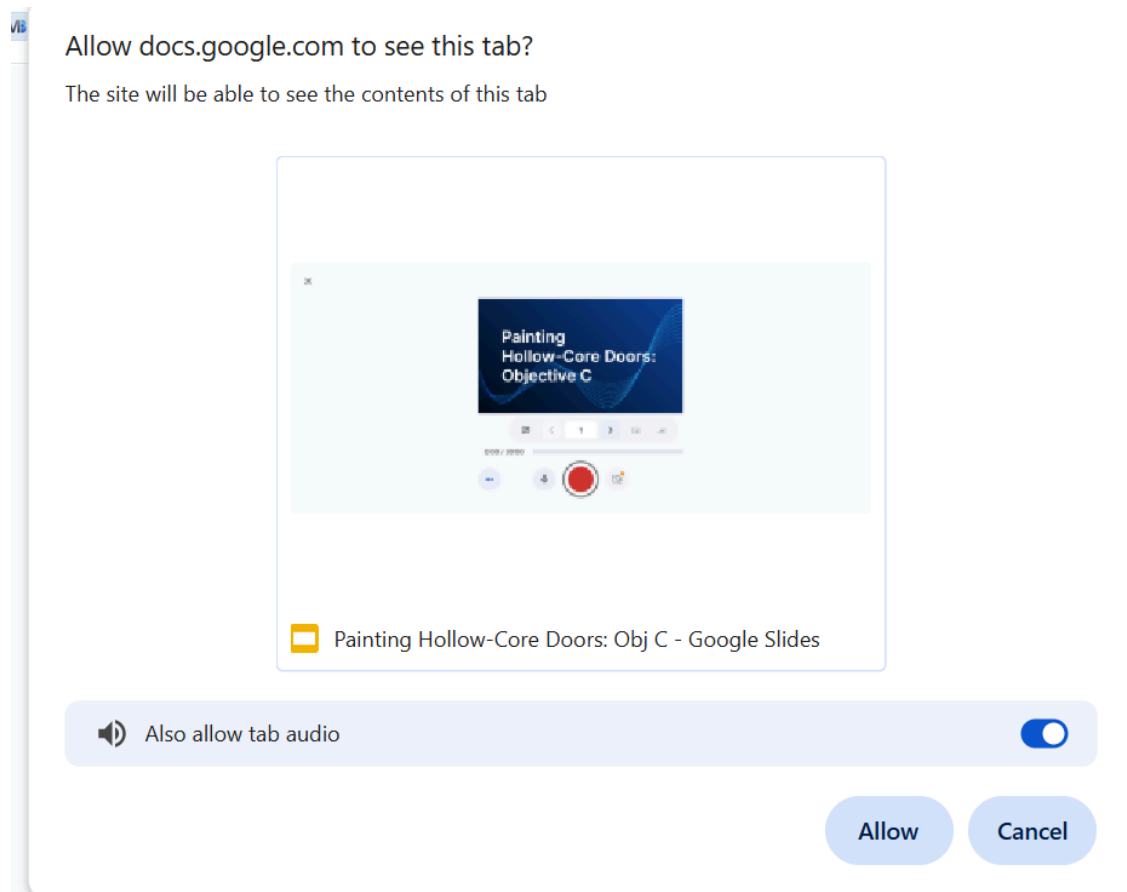 Allow docs.google.com to see this tab?
The site will be able to see the contents of this tab
Painting
Hollow-Core Doors:
Objective C
1
Painting Hollow-Core Doors: Obj C - Google Slides
Also allow tab audio
Allow
Cancel